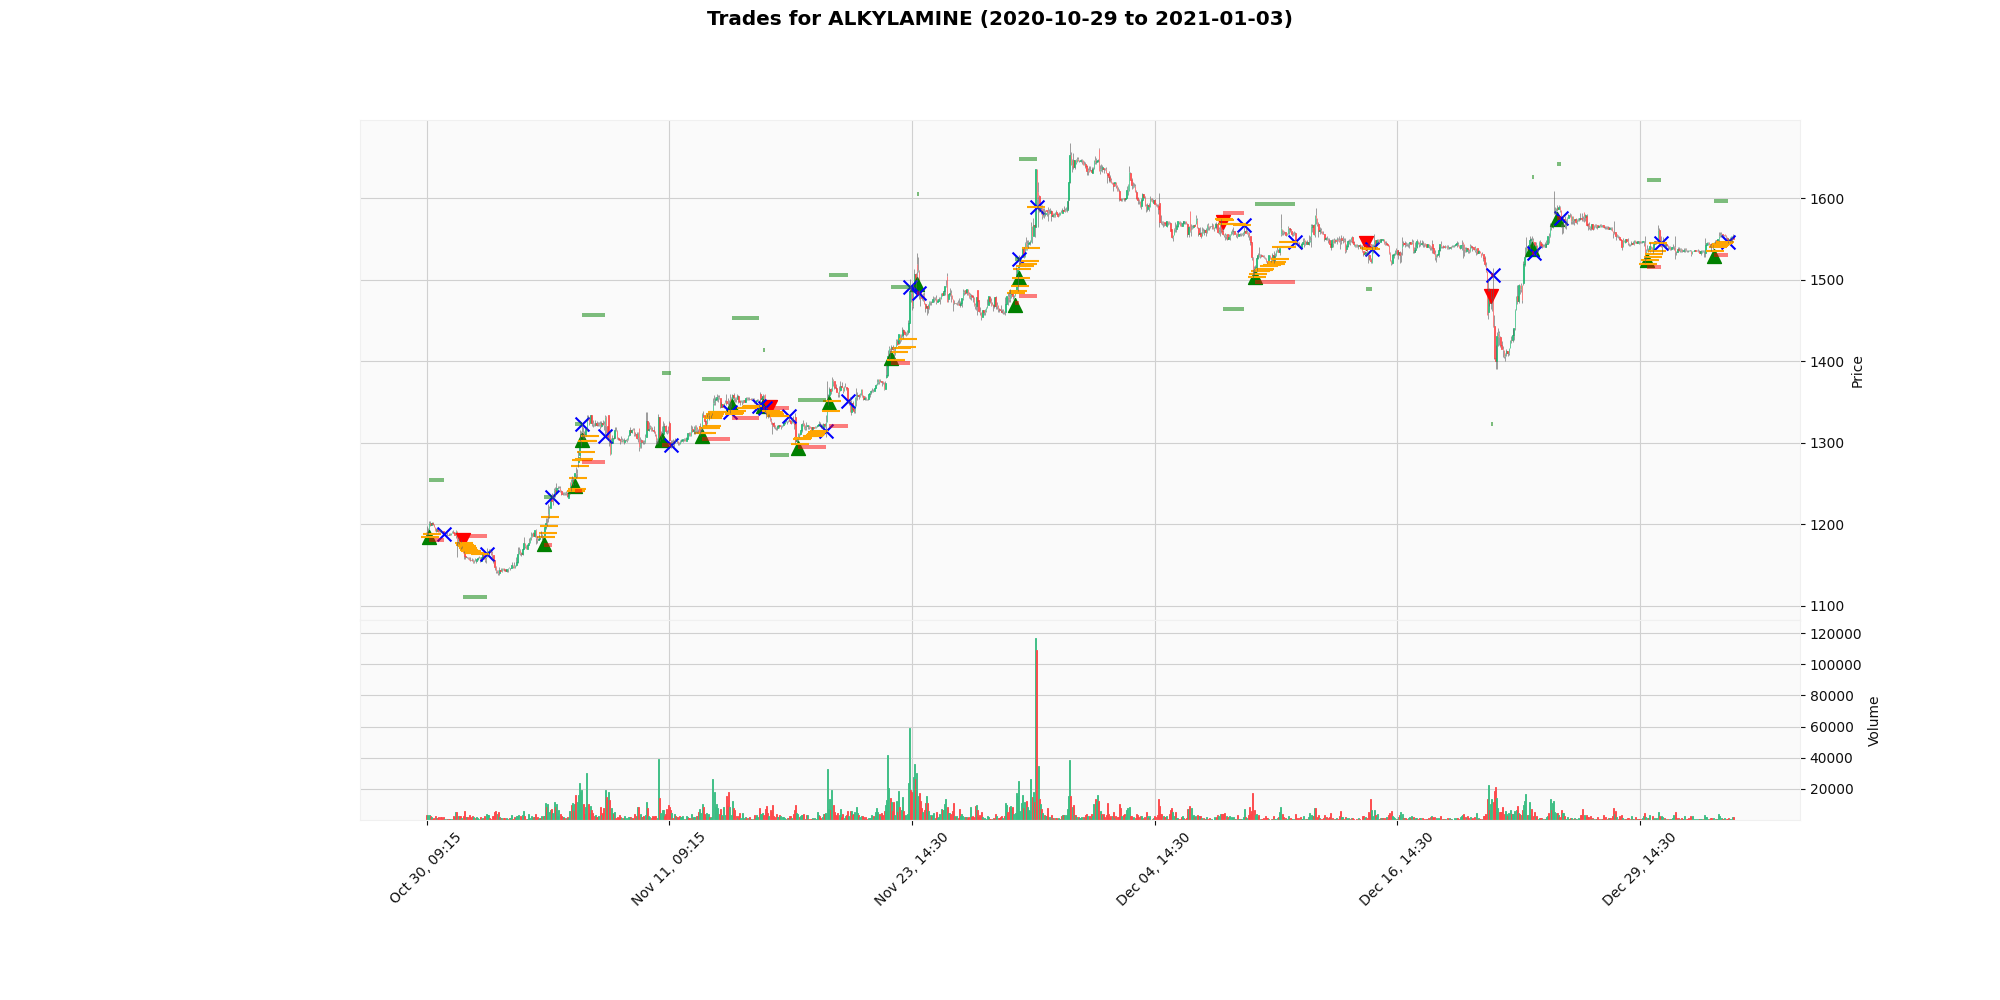 Trades for ALKYLAMINE (2020-10-29 to 2021-01-03)
1600
1500
1400
1300
1200
1100
Price
120000
100000
80000
60000
40000
20000
Volume
Oct 30, 09:15
Nov 11, 09:15
Nov 23, 14:30
Dec 04, 14:30
Dec 16, 14:30
Dec 29, 14:30